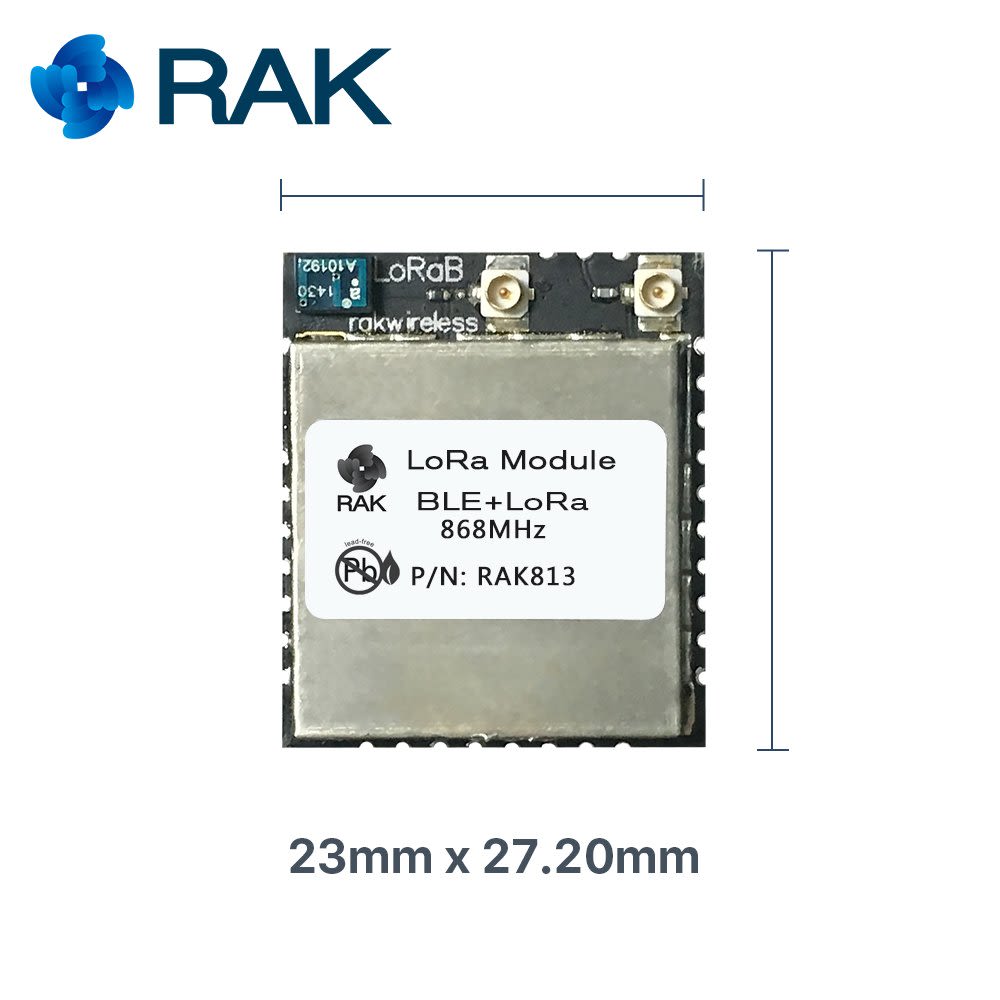 RAK
A10192
1430
LoRaB
rakwireless
LoRa Module
RAK
BLE+LoRa
868MHz
lead-free
Pb
P/N: RAK813
23mm x 27.20mm